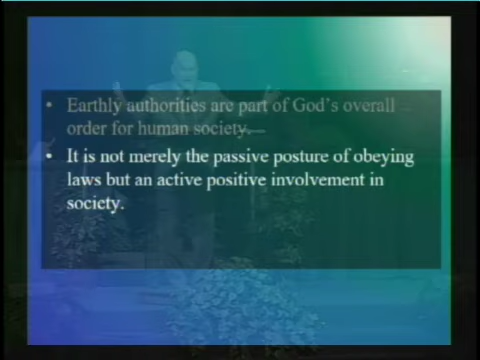 • Earthly authorities are part of God's overall
order for human society.
• It is not merely the passive posture of obeying
laws but an active positive involvement in
society.